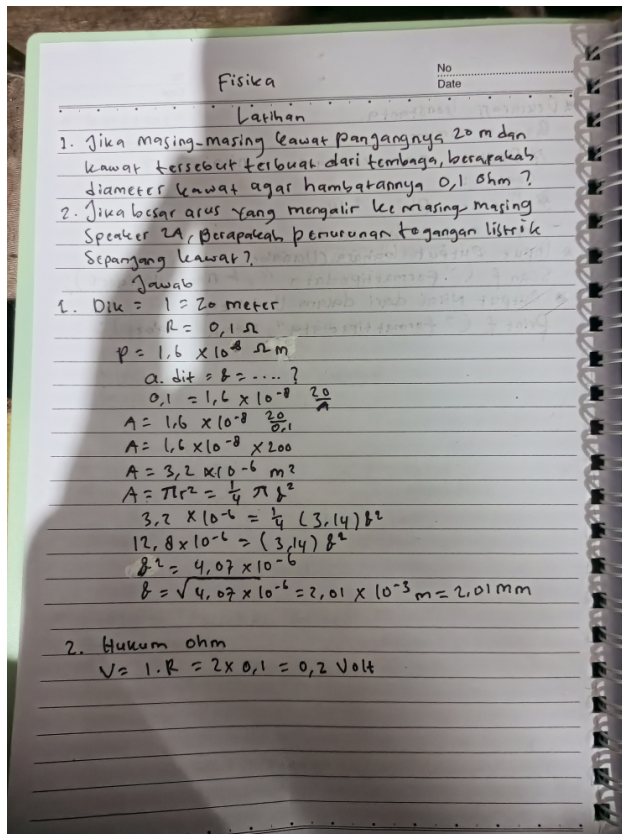 No
Date
Fisika
Latihan
1. Jika masing-masing kawat pangangnya 20 m dan
kawat tersebut terbuat dari tembaga, berapakah
diameter kawat agar hambatannya 0,1 ohm ?
2. Jika besar arus yang mengalir ke masing masing
Speaker 2A, Berapakah penurunan tegangan listrik
Sepanjang kawat ?
Jawab
1. Dik = l = 20 meter
R = 0,1 Ω
ρ = 1,6 × 10⁻⁸ Ω m
a. dit = d = .... ?
0,1 = 1,6 × 10⁻⁸ 20/A
A = 1,6 × 10⁻⁸ 20/0,1
A = 1,6 × 10⁻⁸ × 200
A = 3,2 × 10⁻⁶ m²
A = πr² = 1/4 π d²
3,2 × 10⁻⁶ = 1/4 (3,14) d²
12,8 × 10⁻⁶ = (3,14) d²
d² = 4,07 × 10⁻⁶
d = √4,07 × 10⁻⁶ = 2,01 × 10⁻³ m = 2,01 mm
2. Hukum ohm
V = I . R = 2 × 0,1 = 0,2 Volt